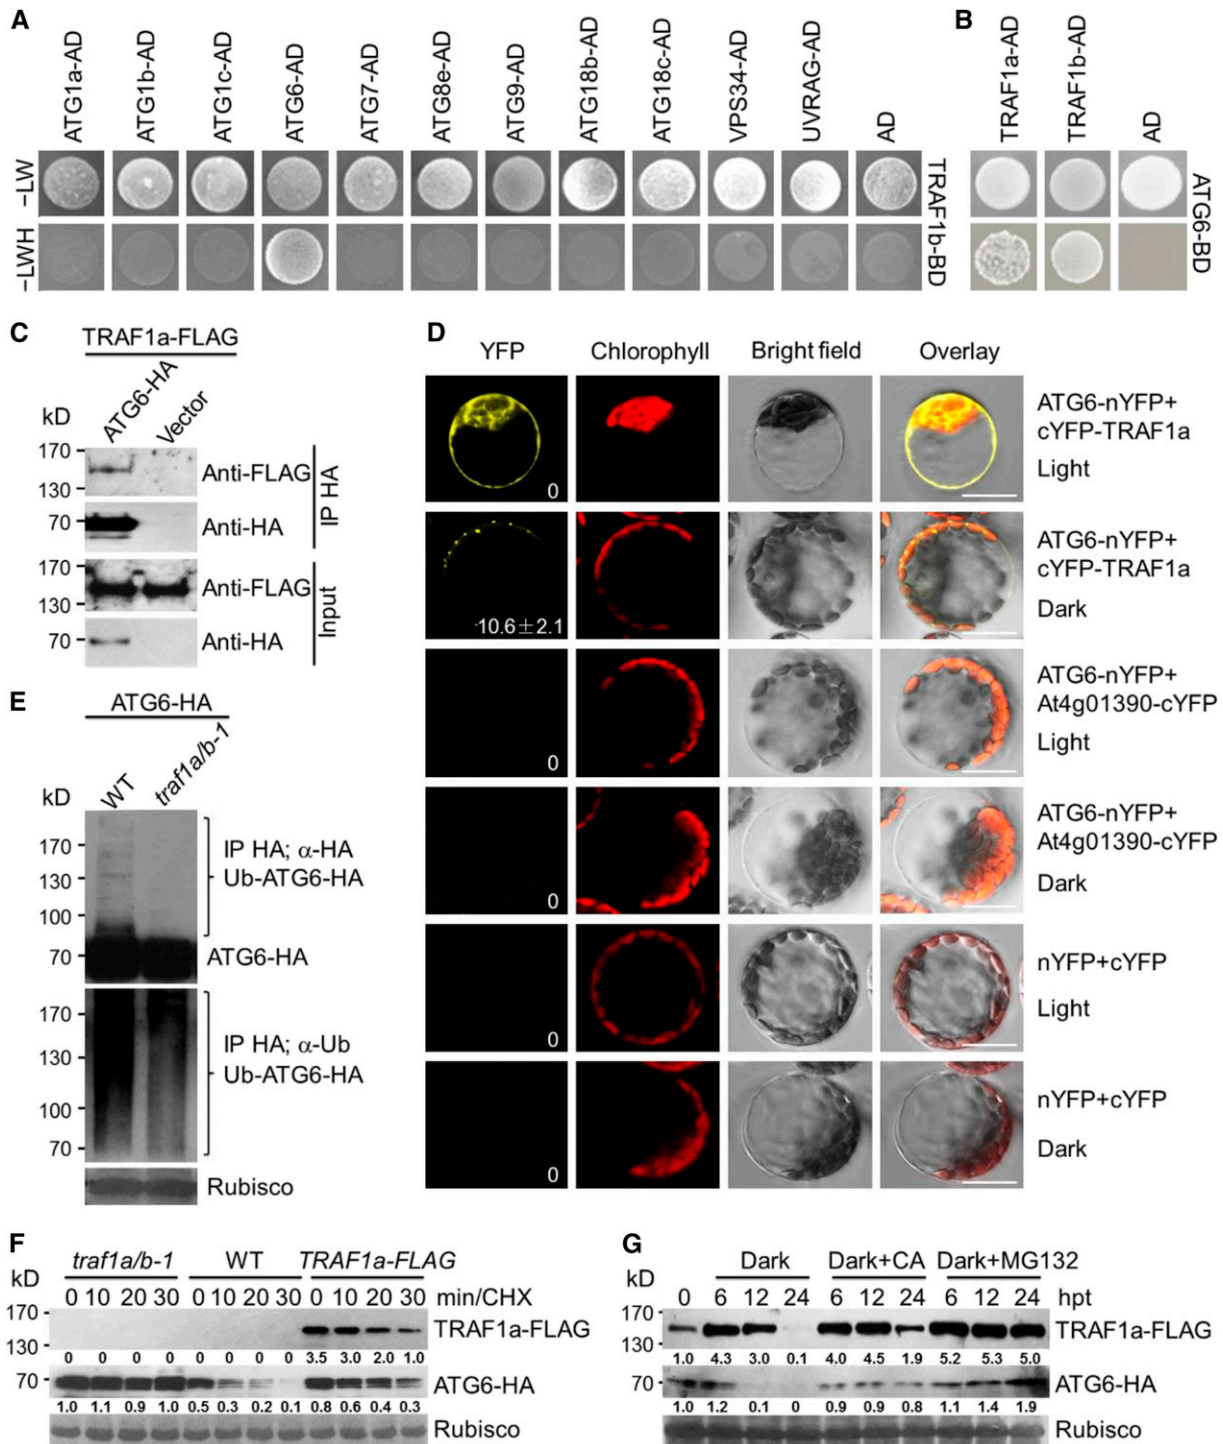 A
ATG1a-AD
ATG1b-AD
ATG1c-AD
ATG6-AD
ATG7-AD
ATG8e-AD
ATG9-AD
ATG18b-AD
ATG18c-AD
VPS34-AD
UVRAG-AD
AD
−LW
−LWH
TRAF1b-BD
B
TRAF1a-AD
TRAF1b-AD
AD
ATG6-BD
C
TRAF1a-FLAG
ATG6-HA
Vector
kD
170
130
Anti-FLAG
70
Anti-HA
IP HA
170
130
Anti-FLAG
70
Anti-HA
Input
D
YFP Chlorophyll Bright field Overlay
0
ATG6-nYFP+
cYFP-TRAF1a
Light
10.6±2.1
ATG6-nYFP+
cYFP-TRAF1a
Dark
0
ATG6-nYFP+
At4g01390-cYFP
Light
0
ATG6-nYFP+
At4g01390-cYFP
Dark
0
nYFP+cYFP
Light
0
nYFP+cYFP
Dark
E
ATG6-HA
WT
traf1a/b-1
kD
170
130
100
70
IP HA; α-HA
Ub-ATG6-HA
ATG6-HA
170
130
100
70
IP HA; α-Ub
Ub-ATG6-HA
Rubisco
F
traf1a/b-1 WT TRAF1a-FLAG
kD
0 10 20 30 0 10 20 30 0 10 20 30 min/CHX
170
130
TRAF1a-FLAG
0 0 0 0 0 0 0 0 3.5 3.0 2.0 1.0
70
ATG6-HA
1.0 1.1 0.9 1.0 0.5 0.3 0.2 0.1 0.8 0.6 0.4 0.3
Rubisco
G
Dark Dark+CA Dark+MG132
kD
0 6 12 24 6 12 24 6 12 24 hpt
170
130
TRAF1a-FLAG
1.0 4.3 3.0 0.1 4.0 4.5 1.9 5.2 5.3 5.0
70
ATG6-HA
1.0 1.2 0.1 0 0.9 0.9 0.8 1.1 1.4 1.9
Rubisco